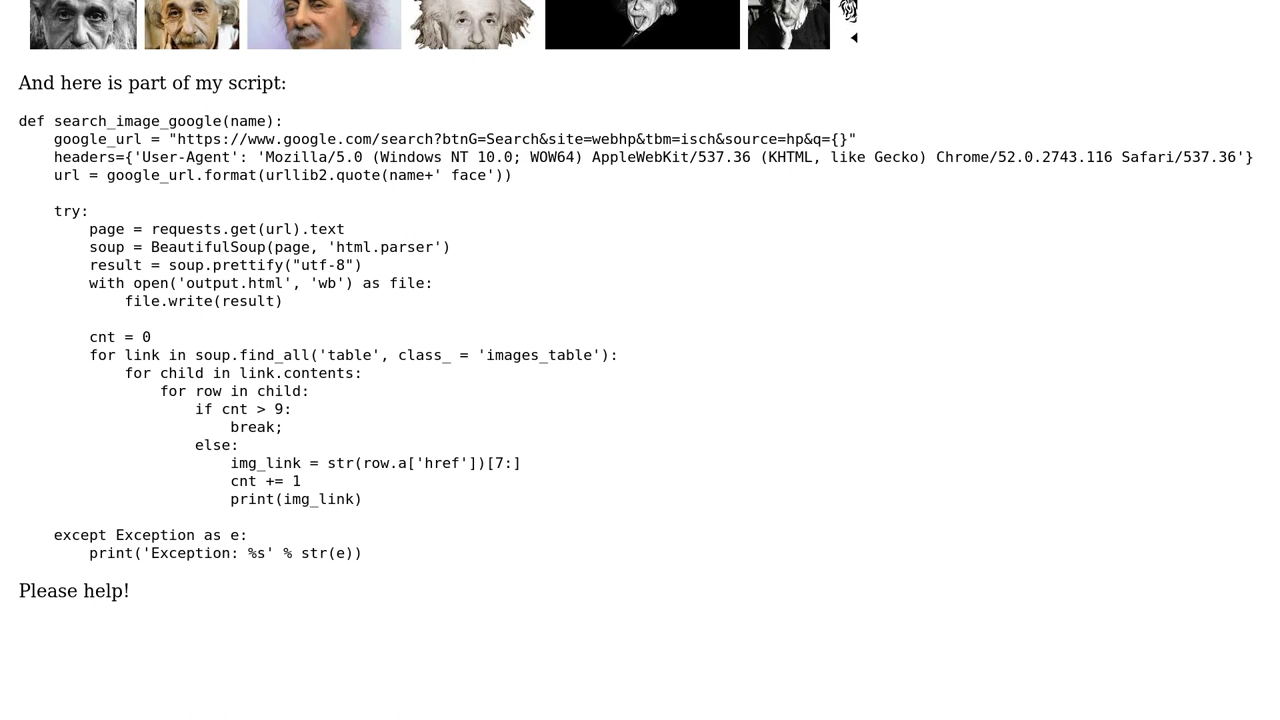 And here is part of my script:
def search_image_google(name):
    google_url = "https://www.google.com/search?btnG=Search&site=webhp&tbm=isch&source=hp&q={}"
    headers={'User-Agent': 'Mozilla/5.0 (Windows NT 10.0; WOW64) AppleWebKit/537.36 (KHTML, like Gecko) Chrome/52.0.2743.116 Safari/537.36'}
    url = google_url.format(urllib2.quote(name+' face'))

    try:
        page = requests.get(url).text
        soup = BeautifulSoup(page, 'html.parser')
        result = soup.prettify("utf-8")
        with open('output.html', 'wb') as file:
            file.write(result)

        cnt = 0
        for link in soup.find_all('table', class_ = 'images_table'):
            for child in link.contents:
                for row in child:
                    if cnt > 9:
                        break;
                    else:
                        img_link = str(row.a['href'])[7:]
                        cnt += 1
                        print(img_link)

    except Exception as e:
        print('Exception: %s' % str(e))
Please help!